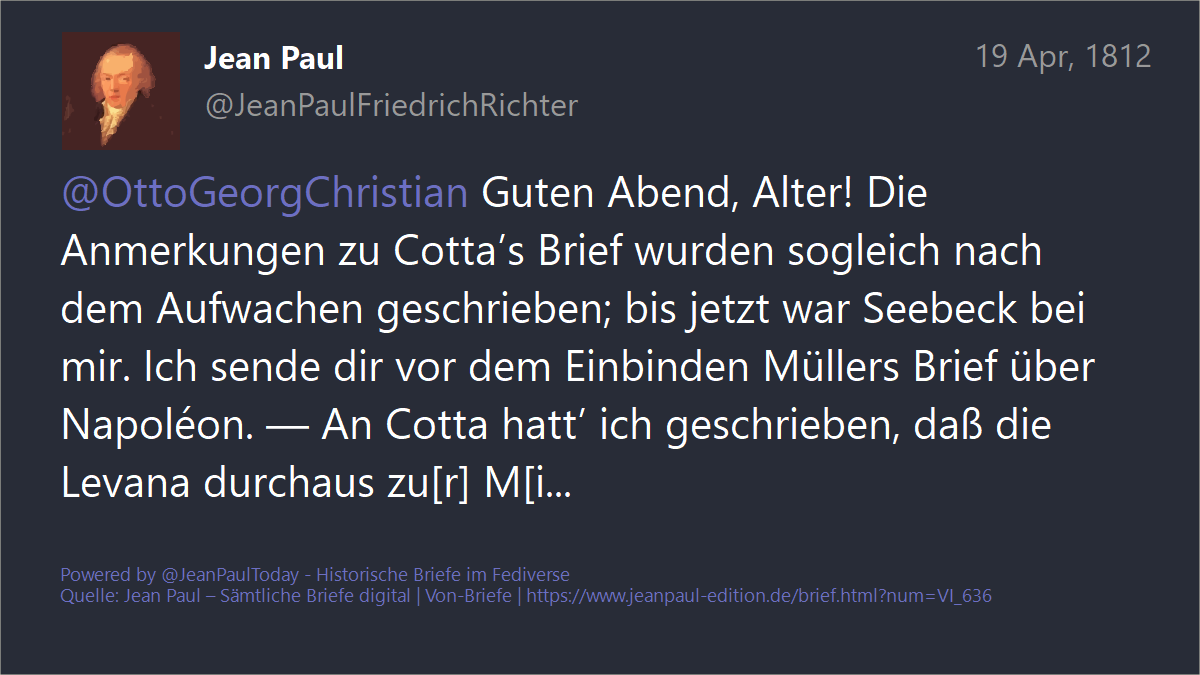 Jean Paul
19 Apr, 1812
@JeanPaulFriedrichRichter
@OttoGeorgChristian Guten Abend, Alter! Die
Anmerkungen zu Cotta’s Brief wurden sogleich nach
dem Aufwachen geschrieben; bis jetzt war Seebeck bei
mir. Ich sende dir vor dem Einbinden Müllers Brief über
Napoléon. — An Cotta hatt’ ich geschrieben, daß die
Levana durchaus zu[r] M[i...
Powered by @JeanPaulToday - Historische Briefe im Fediverse
Quelle: Jean Paul – Sämtliche Briefe digital | Von-Briefe | https://www.jeanpaul-edition.de/brief.html?num=VI_636